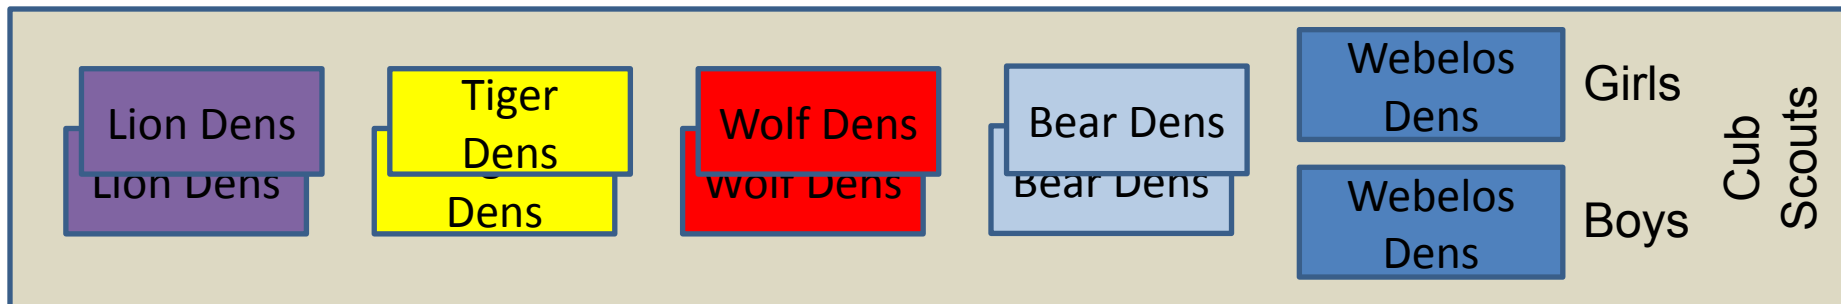 Lion Dens
Lion Dens
Tiger
Dens
Dens
Wolf Dens
Wolf Dens
Bear Dens
Bear Dens
Webelos
Dens
Girls
Webelos
Dens
Boys
Cub
Scouts